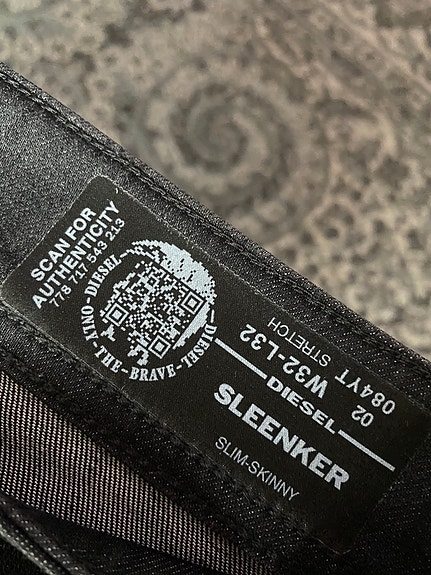 SCAN FOR
AUTHENTICITY
778 717 543 213
DIESEL-ONLY-THE-BRAVE-DIESEL
DIESEL
SLEENKER
SLIM-SKINNY
02
W32-L32
084YT STRETCH